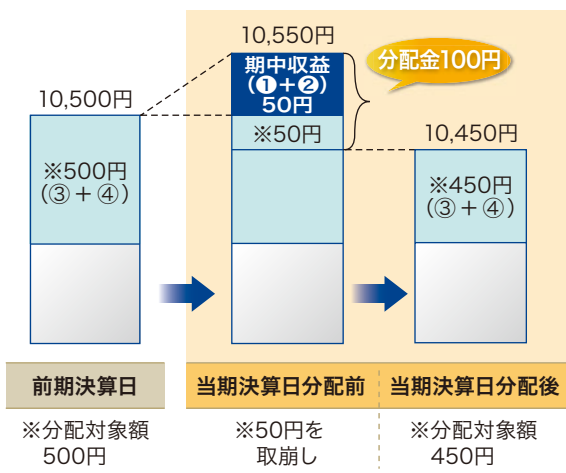 10,550円
分配金100円
期中収益
(❶+❷)
50円
10,500円
※50円
10,450円
※500円
(③+④)
※450円
(③+④)
前期決算日
当期決算日分配前
当期決算日分配後
※分配対象額
500円
※50円を
取崩し
※分配対象額
450円